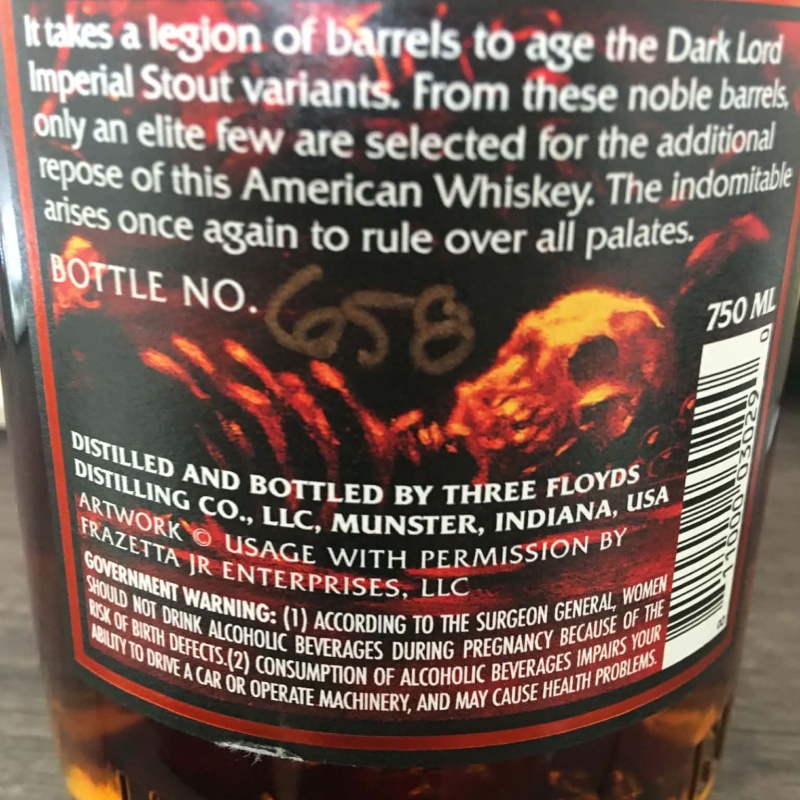 It takes a legion of barrels to age the Dark Lord
Imperial Stout variants. From these noble barrels,
only an elite few are selected for the additional
repose of this American Whiskey. The indomitable
arises once again to rule over all palates.
BOTTLE NO. 658
750 ML
DISTILLED AND BOTTLED BY THREE FLOYDS
DISTILLING CO., LLC, MUNSTER, INDIANA, USA
ARTWORK © USAGE WITH PERMISSION BY
FRAZETTA JR ENTERPRISES, LLC
GOVERNMENT WARNING: (1) ACCORDING TO THE SURGEON GENERAL, WOMEN
SHOULD NOT DRINK ALCOHOLIC BEVERAGES DURING PREGNANCY BECAUSE OF THE
RISK OF BIRTH DEFECTS.(2) CONSUMPTION OF ALCOHOLIC BEVERAGES IMPAIRS YOUR
ABILITY TO DRIVE A CAR OR OPERATE MACHINERY, AND MAY CAUSE HEALTH PROBLEMS.